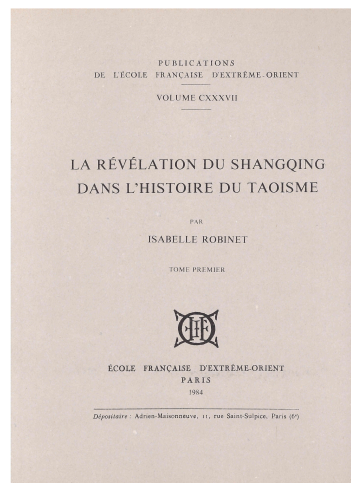 PUBLICATIONS
DE L'ÉCOLE FRANÇAISE D'EXTRÊME-ORIENT
VOLUME CXXXVII
LA RÉVÉLATION DU SHANGQING
DANS L'HISTOIRE DU TAOISME
PAR
ISABELLE ROBINET
TOME PREMIER
ÉCOLE FRANÇAISE D'EXTRÊME-ORIENT
PARIS
1984
Dépositaire : Adrien-Maisonneuve, 11, rue Saint-Sulpice, Paris (6e)